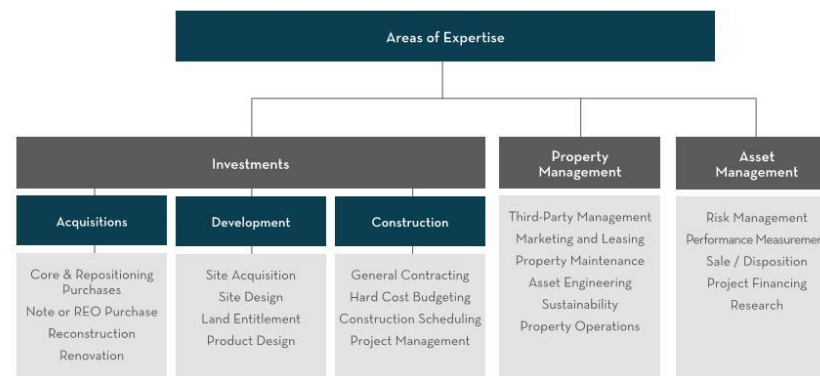 Areas of Expertise
Investments
Property
Management
Asset
Management
Acquisitions
Development
Construction
Core & Repositioning
Purchases
Note or REO Purchase
Reconstruction
Renovation
Site Acquisition
Site Design
Land Entitlement
Product Design
General Contracting
Hard Cost Budgeting
Construction Scheduling
Project Management
Third-Party Management
Marketing and Leasing
Property Maintenance
Asset Engineering
Sustainability
Property Operations
Risk Management
Performance Measuremen
Sale / Disposition
Project Financing
Research